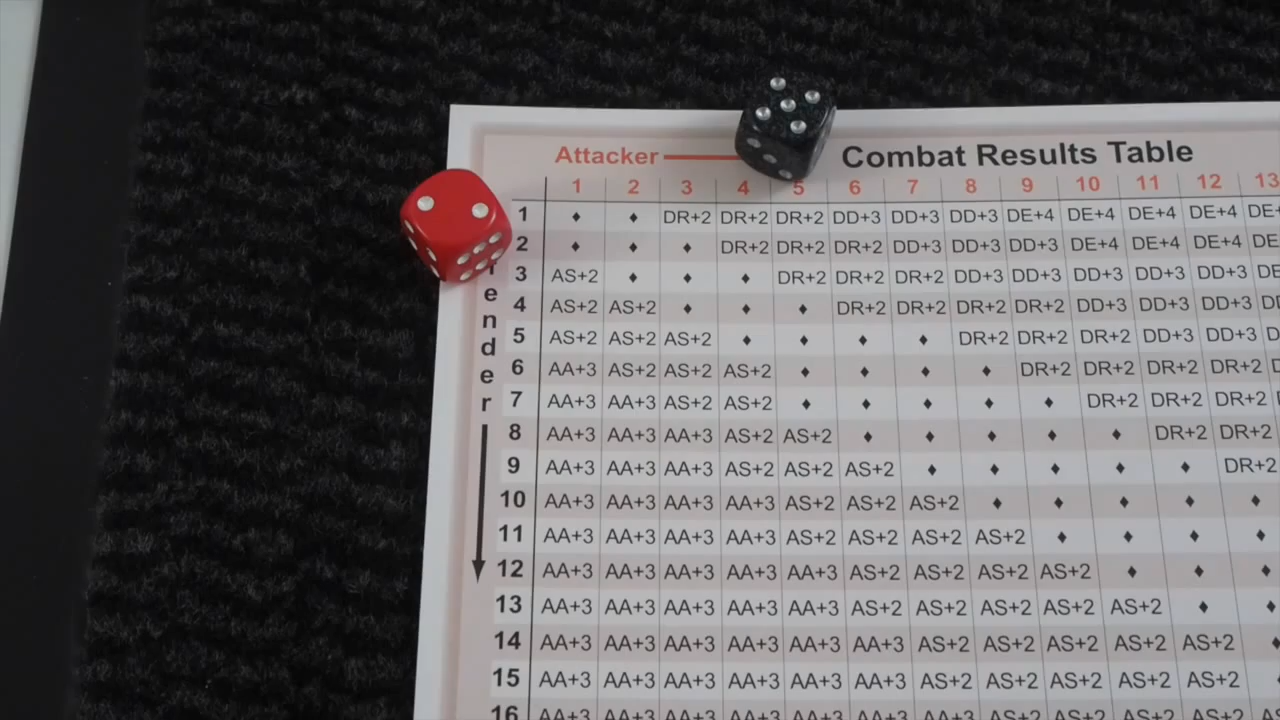 Attacker Combat Results Table
1 2 3 4 5 6 7 8 9 10 11 12 13
1 ♦ ♦ DR+2 DR+2 DR+2 DD+3 DD+3 DD+3 DE+4 DE+4 DE+4 DE+4
2 ♦ ♦ ♦ DR+2 DR+2 DR+2 DD+3 DD+3 DD+3 DE+4 DE+4 DE+4
3 AS+2 ♦ ♦ ♦ DR+2 DR+2 DR+2 DD+3 DD+3 DD+3 DD+3 DD+3
4 AS+2 AS+2 ♦ ♦ ♦ DR+2 DR+2 DR+2 DR+2 DD+3 DD+3 DD+3
5 AS+2 AS+2 AS+2 ♦ ♦ ♦ ♦ DR+2 DR+2 DR+2 DD+3 DD+3
6 AA+3 AS+2 AS+2 AS+2 ♦ ♦ ♦ ♦ DR+2 DR+2 DR+2 DR+2
7 AA+3 AA+3 AS+2 AS+2 ♦ ♦ ♦ ♦ ♦ DR+2 DR+2 DR+2
8 AA+3 AA+3 AA+3 AS+2 AS+2 ♦ ♦ ♦ ♦ ♦ DR+2 DR+2
9 AA+3 AA+3 AA+3 AS+2 AS+2 AS+2 ♦ ♦ ♦ ♦ ♦ DR+2
10 AA+3 AA+3 AA+3 AA+3 AS+2 AS+2 AS+2 ♦ ♦ ♦ ♦ ♦
11 AA+3 AA+3 AA+3 AA+3 AS+2 AS+2 AS+2 AS+2 ♦ ♦ ♦ ♦
12 AA+3 AA+3 AA+3 AA+3 AA+3 AS+2 AS+2 AS+2 AS+2 ♦ ♦ ♦
13 AA+3 AA+3 AA+3 AA+3 AA+3 AS+2 AS+2 AS+2 AS+2 AS+2 ♦ ♦
14 AA+3 AA+3 AA+3 AA+3 AA+3 AA+3 AS+2 AS+2 AS+2 AS+2 AS+2 ♦
15 AA+3 AA+3 AA+3 AA+3 AA+3 AA+3 AS+2 AS+2 AS+2 AS+2 AS+2 ♦
16 AA+3 AA+3 AA+3 AA+3 AA+3 AA+3